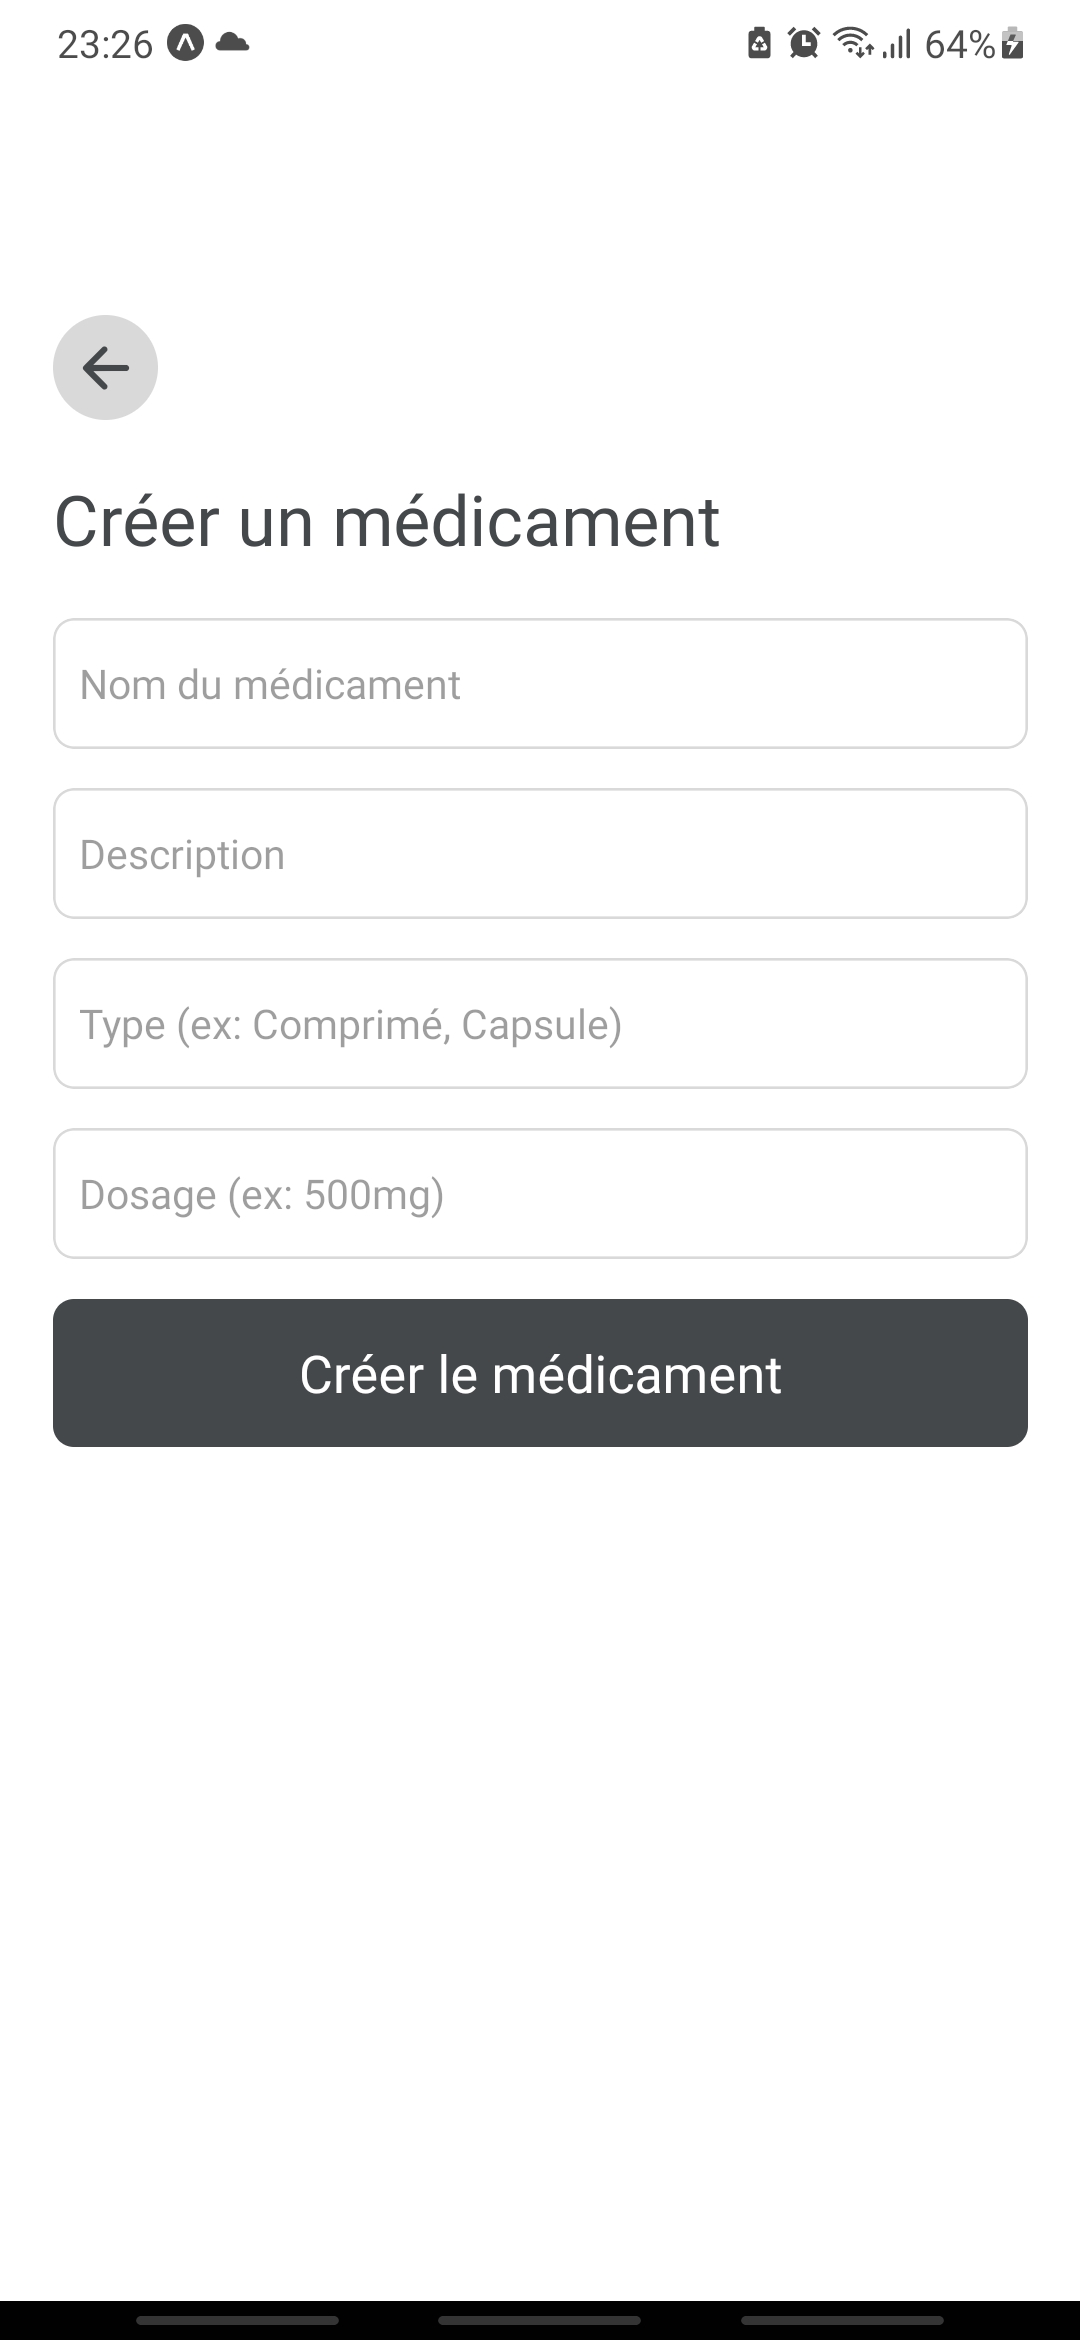 23:26 64%
Créer un médicament
Nom du médicament
Description
Type (ex: Comprimé, Capsule)
Dosage (ex: 500mg)
Créer le médicament